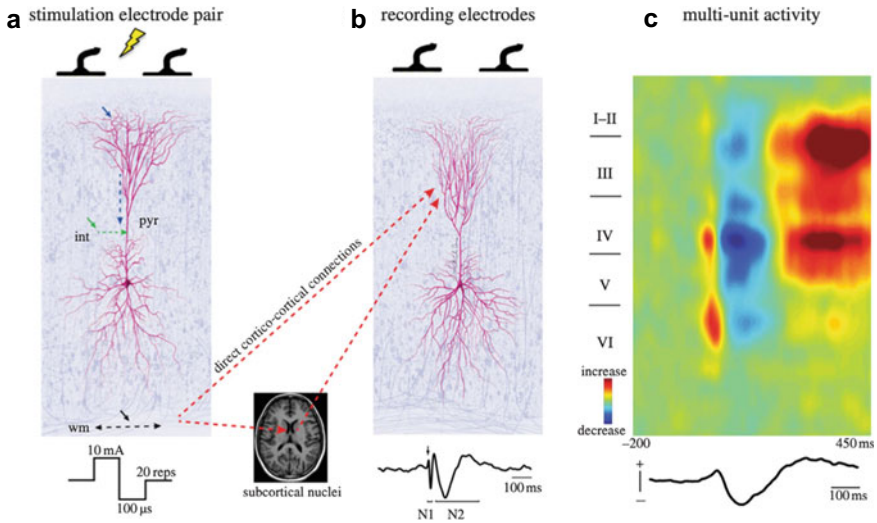 a
stimulation electrode pair
b
recording electrodes
c
multi-unit activity
pyr
int
wm
direct cortico-cortical connections
10 mA
20 reps
100 µs
subcortical nuclei
N1
N2
100 ms
I–II
III
IV
V
VI
increase
decrease
−200
450 ms
+
−
100 ms